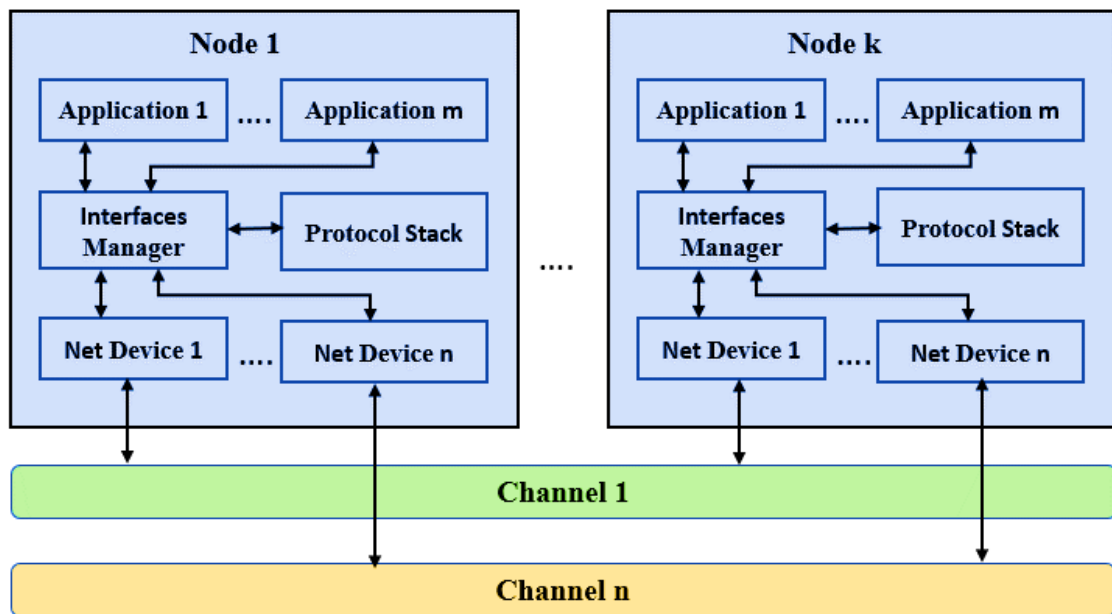 Node 1
Node k
Application 1
....
Application m
Application 1
....
Application m
Interfaces
Manager
Protocol Stack
Interfaces
Manager
Protocol Stack
....
Net Device 1
....
Net Device n
Net Device 1
....
Net Device n
Channel 1
Channel n